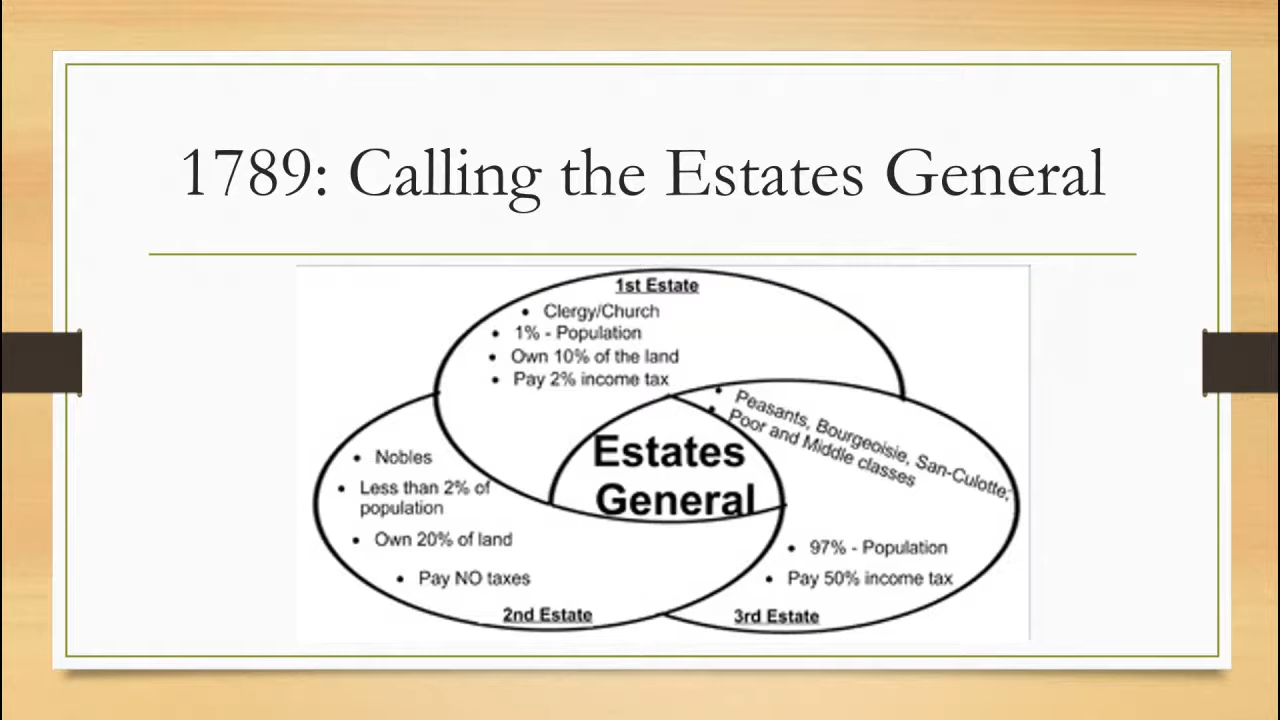 1789: Calling the Estates General
1st Estate
• Clergy/Church
• 1% - Population
• Own 10% of the land
• Pay 2% income tax
• Peasants, Bourgeoisie, San-Culotte;
• Poor and Middle classes
Estates
General
• Nobles
• Less than 2% of
population
• Own 20% of land
• Pay NO taxes
2nd Estate
• 97% - Population
• Pay 50% income tax
3rd Estate